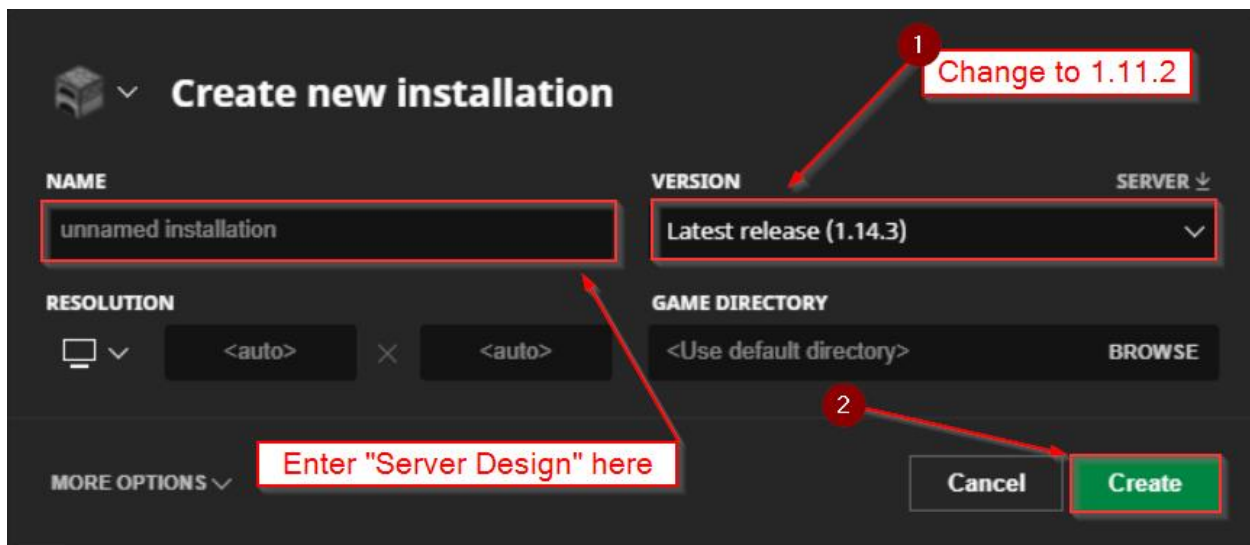 1
Change to 1.11.2
Create new installation
NAME
VERSION
SERVER
unnamed installation
Latest release (1.14.3)
RESOLUTION
GAME DIRECTORY
<auto>
<auto>
<Use default directory>
BROWSE
2
Enter "Server Design" here
MORE OPTIONS
Cancel
Create